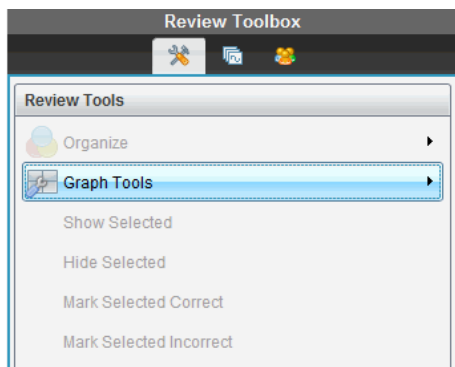 Review Toolbox
Review Tools
Organize
Graph Tools
Show Selected
Hide Selected
Mark Selected Correct
Mark Selected Incorrect